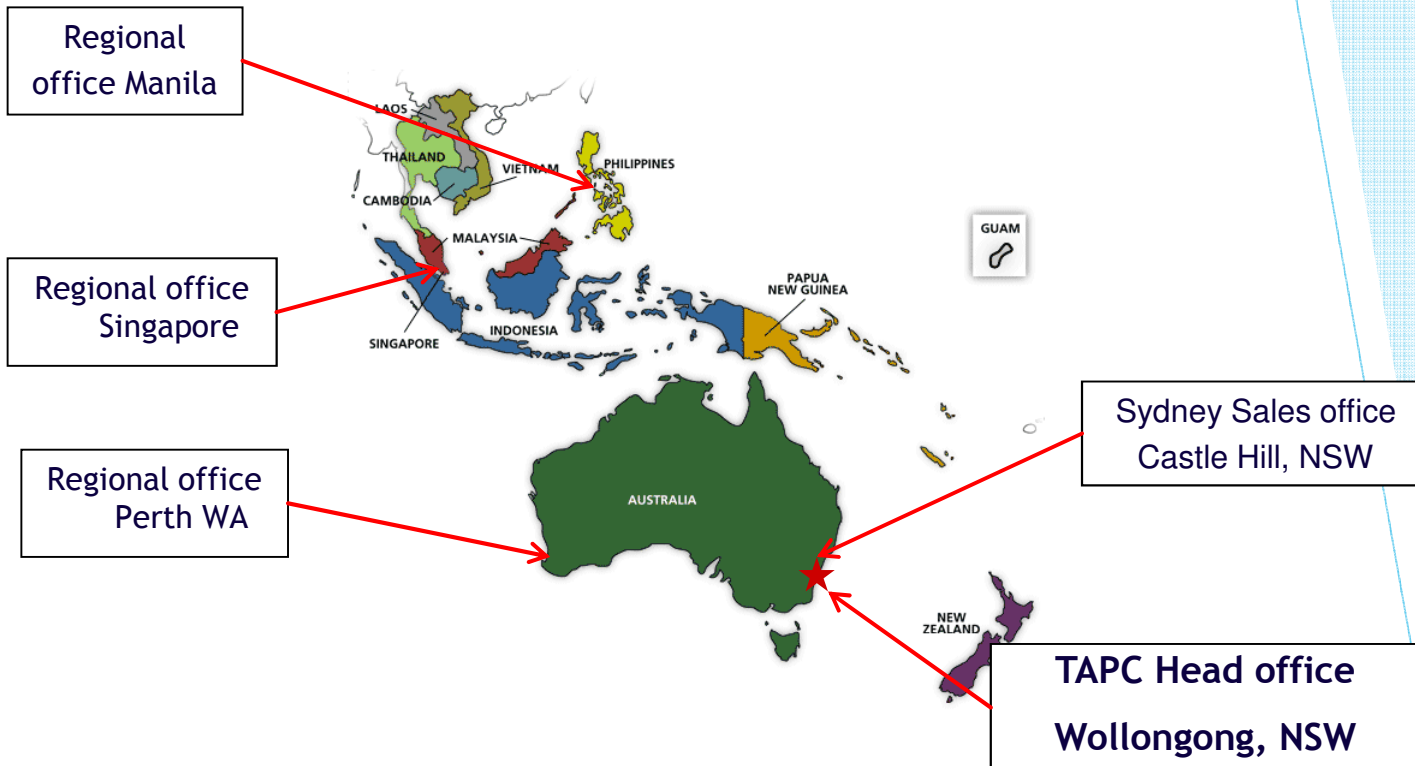 Regional
office Manila
LAOS
THAILAND
VIETNAM
PHILIPPINES
CAMBODIA
MALAYSIA
GUAM
Regional office
Singapore
PAPUA
NEW GUINEA
INDONESIA
SINGAPORE
Sydney Sales office
Castle Hill, NSW
Regional office
Perth WA
AUSTRALIA
NEW
ZEALAND
TAPC Head office
Wollongong, NSW